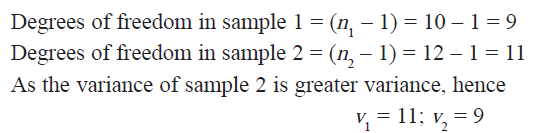 Degrees of freedom in sample 1 = (n₁ – 1) = 10 – 1 = 9
Degrees of freedom in sample 2 = (n₂ – 1) = 12 – 1 = 11
As the variance of sample 2 is greater variance, hence
v₁ = 11; v₂ = 9